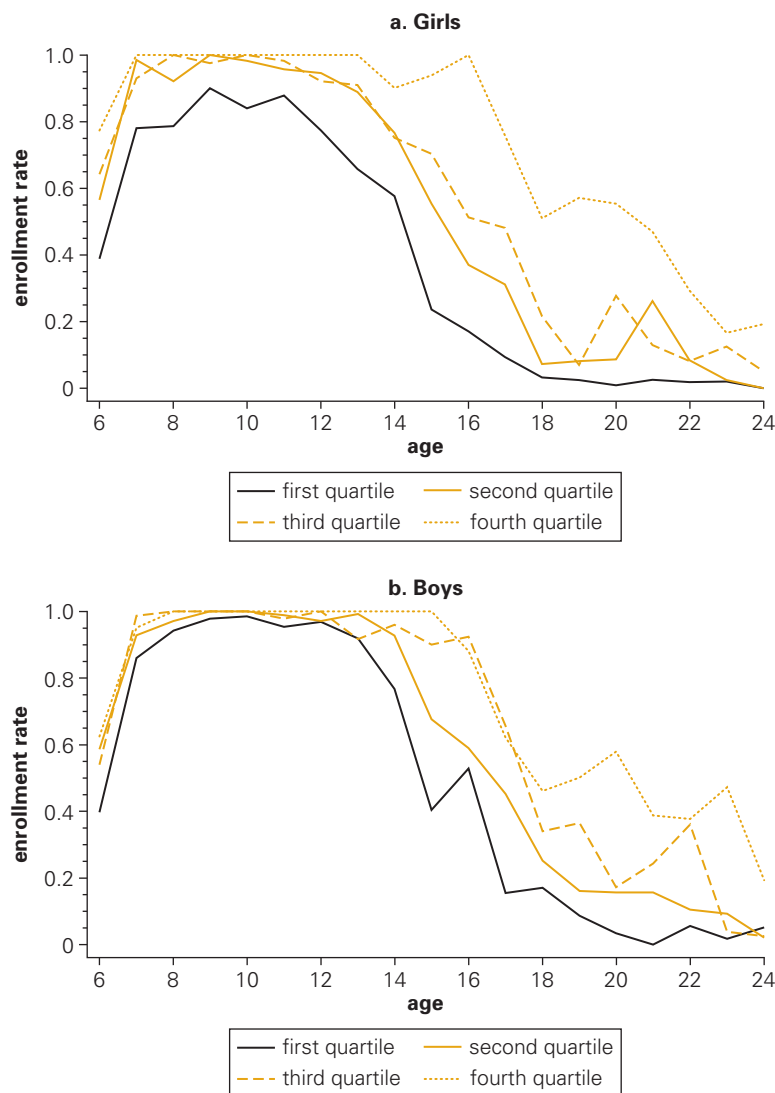 a. Girls
1.0
0.8
0.6
0.4
0.2
0
enrollment rate
6 8 10 12 14 16 18 20 22 24
age
first quartile second quartile
third quartile fourth quartile
b. Boys
1.0
0.8
0.6
0.4
0.2
0
enrollment rate
6 8 10 12 14 16 18 20 22 24
age
first quartile second quartile
third quartile fourth quartile